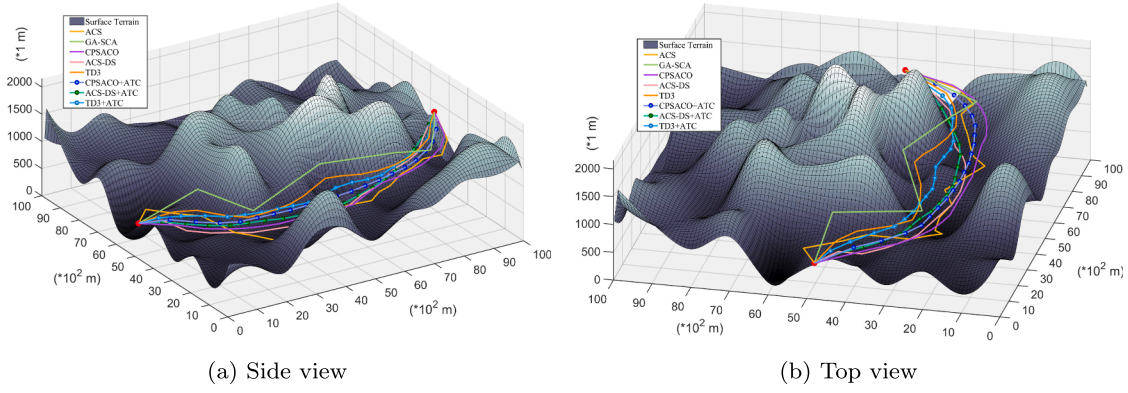 Surface Terrain
ACS
GA-SCA
CPSACO
ACS-DS
TD3
CPSACO+ATC
ACS-DS+ATC
TD3+ATC
(*1 m)
2000
1500
1000
500
0
100
90
80
70
60
50
40
30
20
10
0
(*10² m)
0
10
20
30
40
50
60
70
80
90
100
(*10² m)
(a) Side view
Surface Terrain
ACS
GA-SCA
CPSACO
ACS-DS
TD3
CPSACO+ATC
ACS-DS+ATC
TD3+ATC
(*1 m)
2000
1500
1000
500
0
100
90
80
70
60
50
40
30
20
10
0
(*10² m)
0
10
20
30
40
50
60
70
80
90
100
(*10² m)
(b) Top view